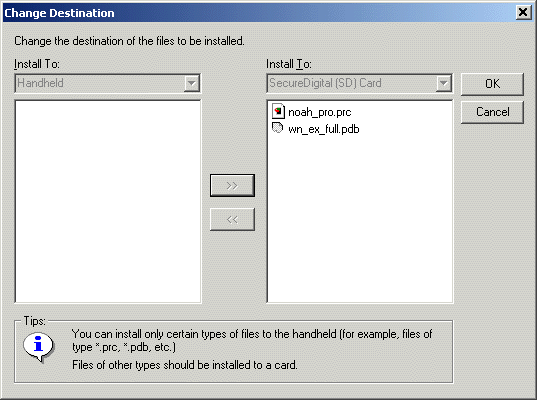 Change Destination
Change the destination of the files to be installed.
Install To:
Install To:
Handheld
SecureDigital (SD) Card
OK
noah_pro.prc
Cancel
wn_ex_full.pdb
>>
<<
Tips:
You can install only certain types of files to the handheld (for example, files of
type *.prc, *.pdb, etc.)
Files of other types should be installed to a card.